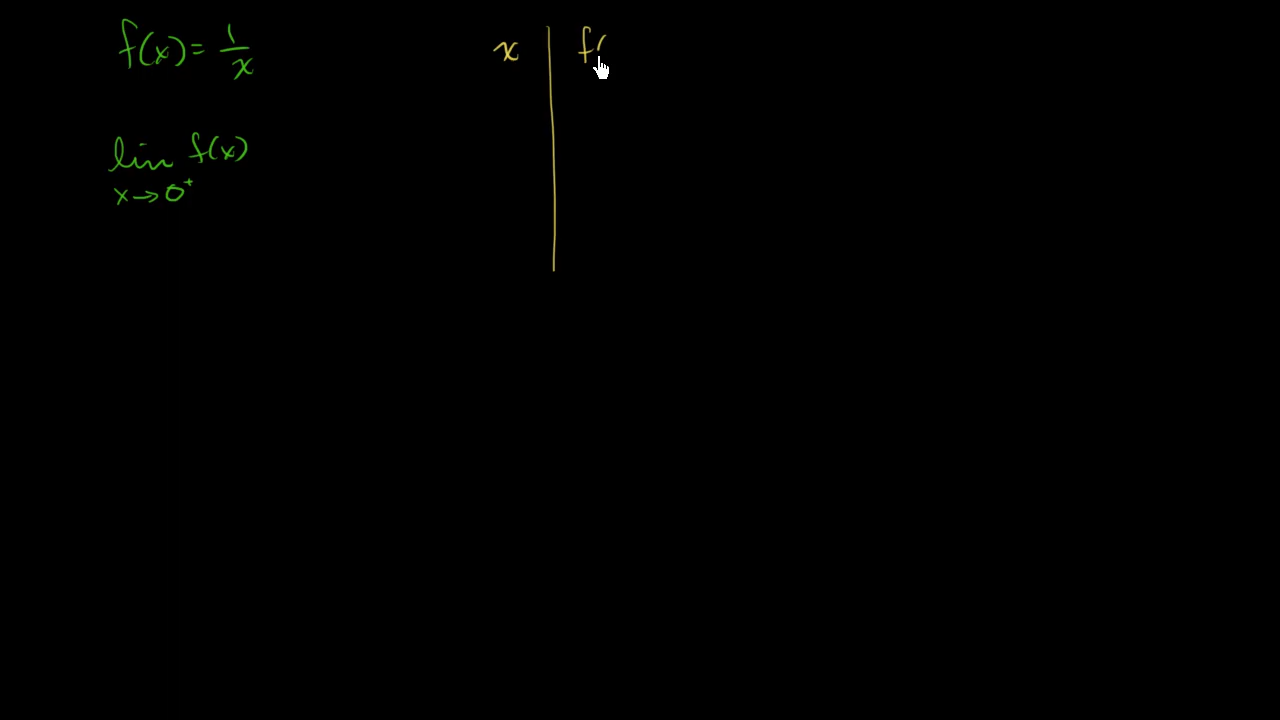 f(x) = 1/x
lim f(x)
x→0⁺
x | f(